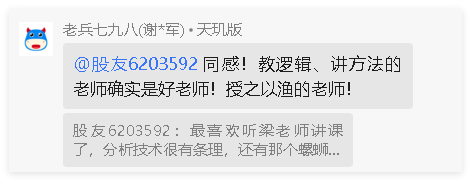 老兵七九八(谢*军) • 天玑版
@股友6203592 同感！教逻辑、讲方法的
老师确实是好老师！授之以渔的老师！
股友6203592：最喜欢听梁老师讲课
了，分析技术很有条理，还有那个螺蛳...